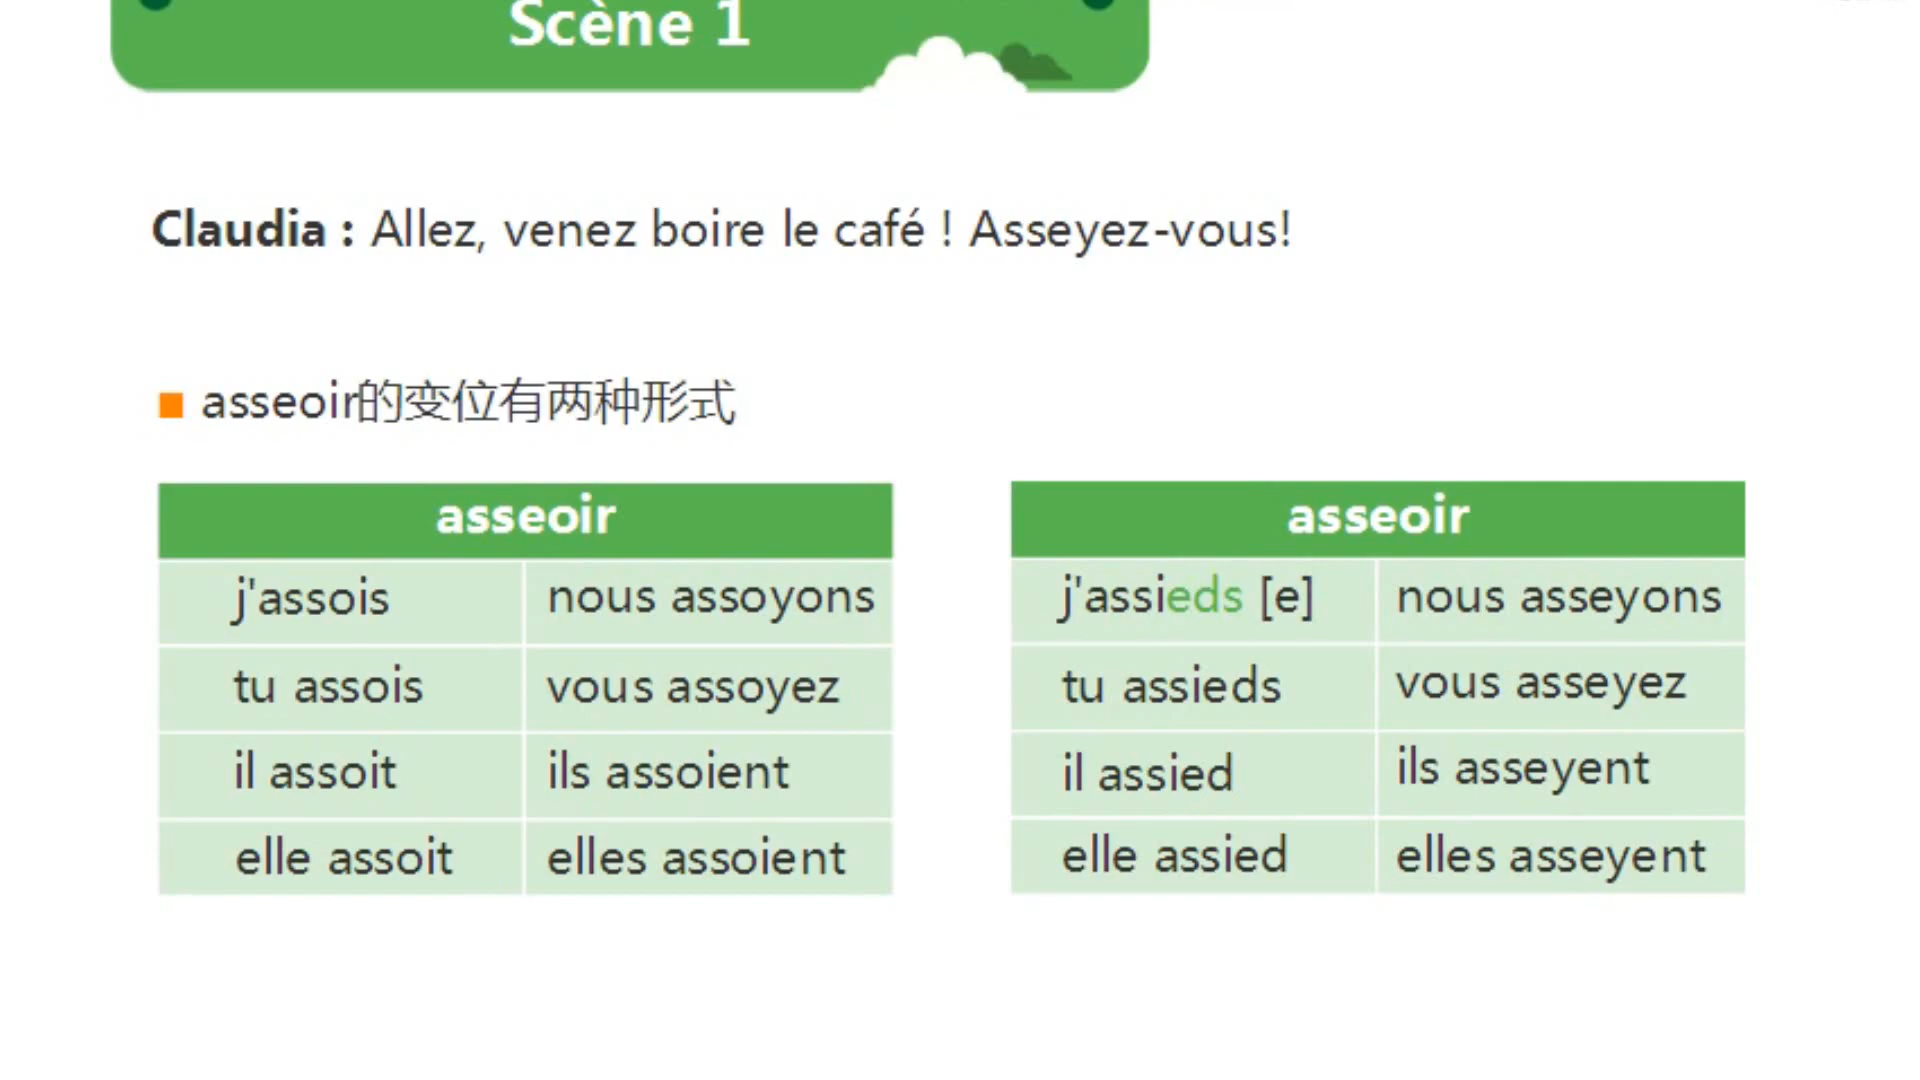 Scène 1
Claudia : Allez, venez boire le café ! Asseyez-vous!
asseoir的变位有两种形式
asseoir
j'assois nous assoyons
tu assois vous assoyez
il assoit ils assoient
elle assoit elles assoient
asseoir
j'assieds [e] nous asseyons
tu assieds vous asseyez
il assied ils asseyent
elle assied elles asseyent